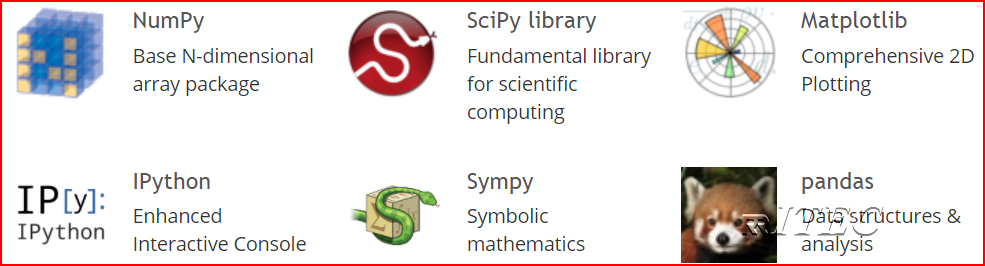 NumPy
Base N-dimensional
array package
SciPy library
Fundamental library
for scientific
computing
Matplotlib
Comprehensive 2D
Plotting
IP[y]:
IPython
IPython
Enhanced
Interactive Console
Sympy
Symbolic
mathematics
pandas
Data structures &
analysis
RITEC